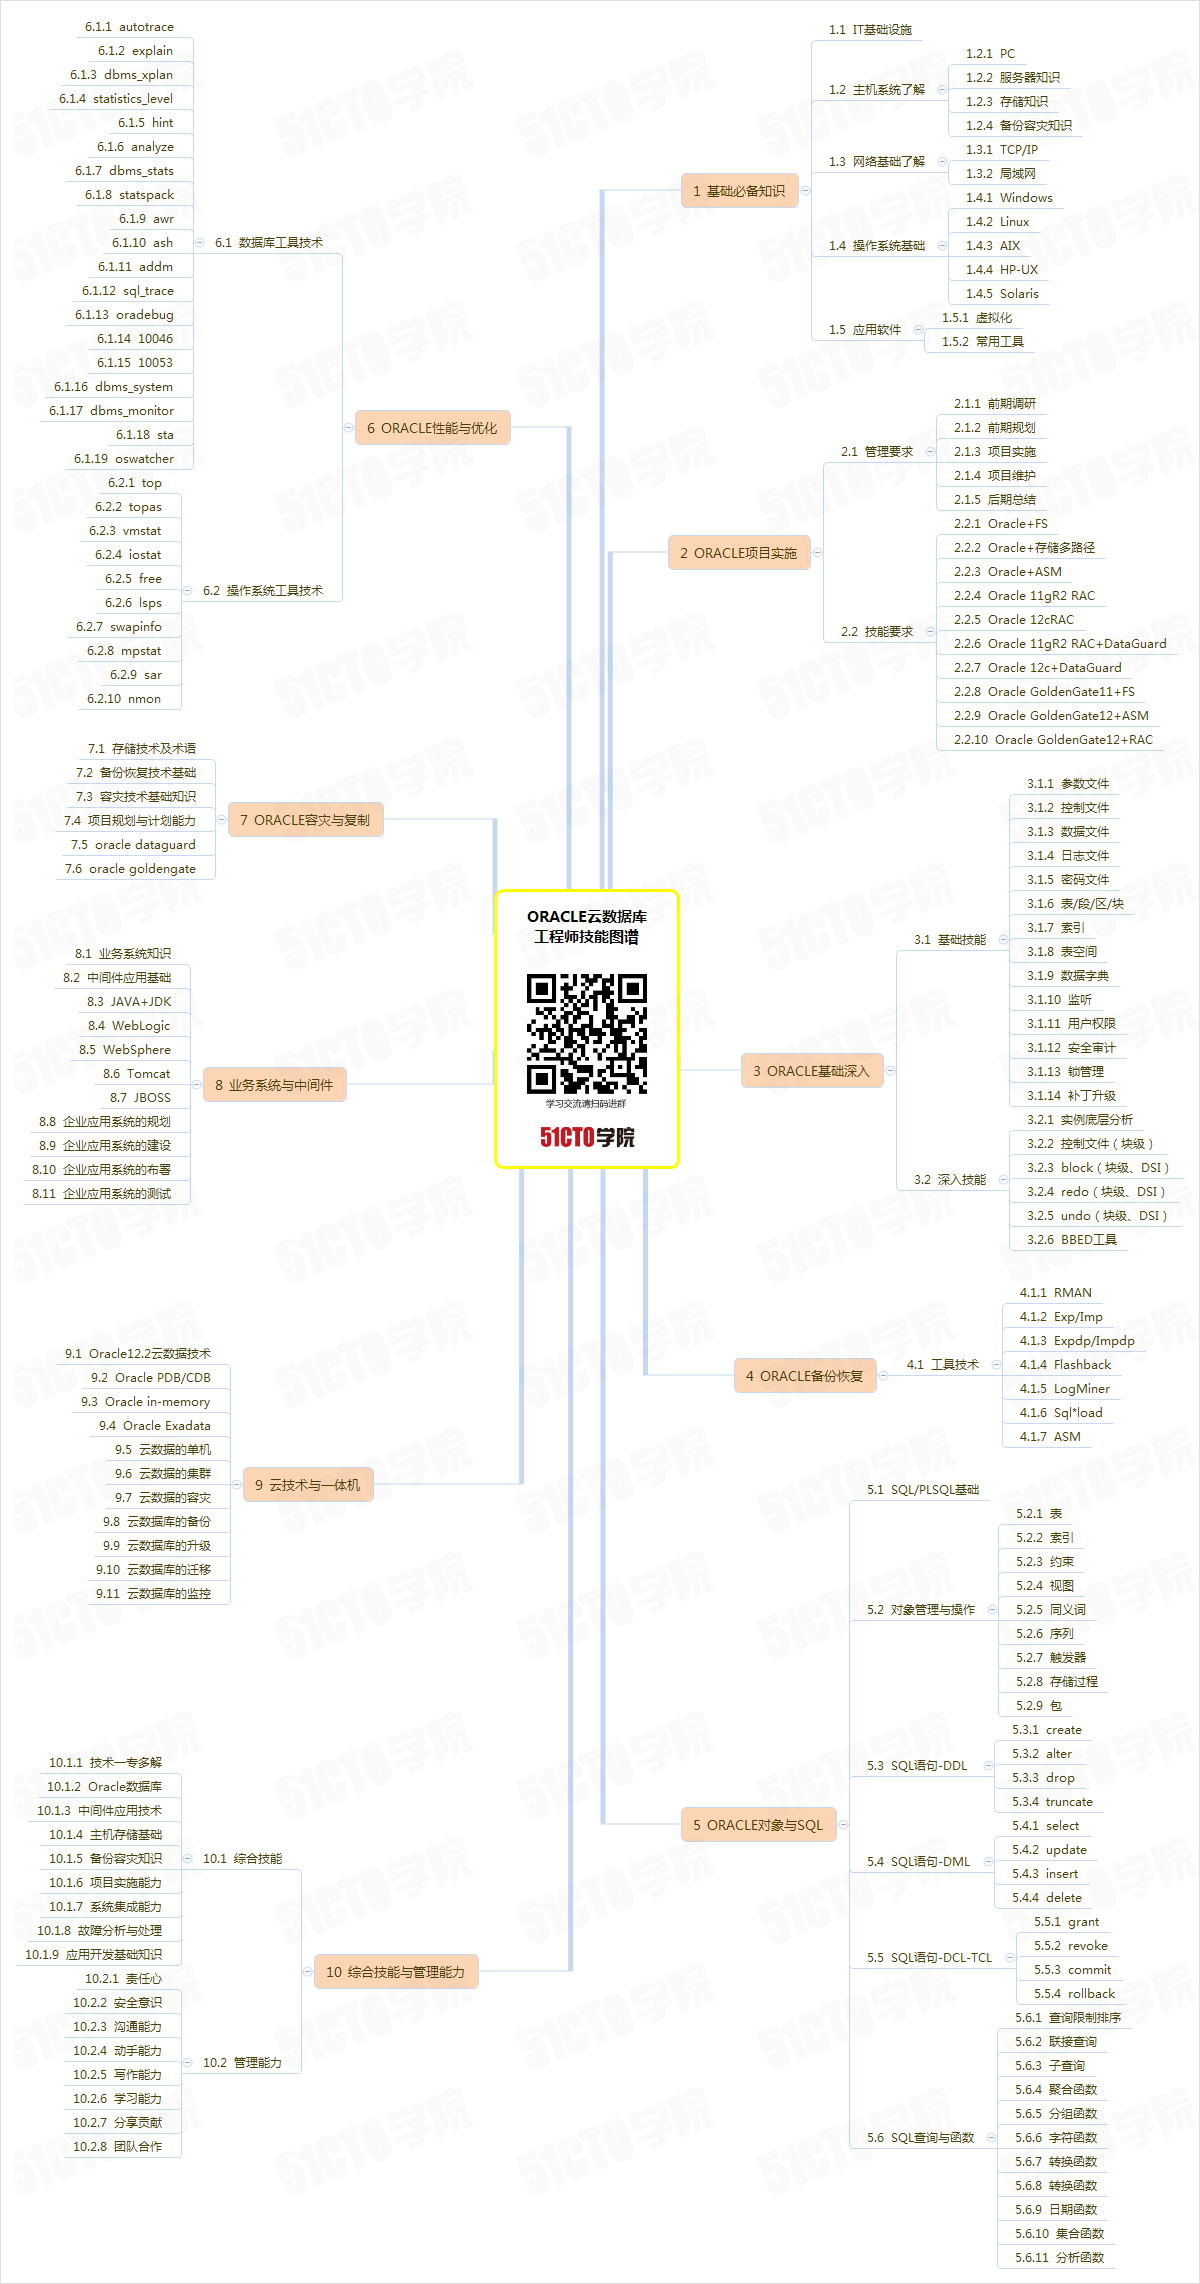 ORACLE云数据库
工程师技能图谱
学习交流请扫码进群
51CTO学院
1 基础必备知识
1.1 IT基础设施
1.2 主机系统了解
1.2.1 PC
1.2.2 服务器知识
1.2.3 存储知识
1.2.4 备份容灾知识
1.3 网络基础了解
1.3.1 TCP/IP
1.3.2 局域网
1.4 操作系统基础
1.4.1 Windows
1.4.2 Linux
1.4.3 AIX
1.4.4 HP-UX
1.4.5 Solaris
1.5 应用软件
1.5.1 虚拟化
1.5.2 常用工具
2 ORACLE项目实施
2.1 管理要求
2.1.1 前期调研
2.1.2 前期规划
2.1.3 项目实施
2.1.4 项目维护
2.1.5 后期总结
2.2 技能要求
2.2.1 Oracle+FS
2.2.2 Oracle+存储多路径
2.2.3 Oracle+ASM
2.2.4 Oracle 11gR2 RAC
2.2.5 Oracle 12cRAC
2.2.6 Oracle 11gR2 RAC+DataGuard
2.2.7 Oracle 12c+DataGuard
2.2.8 Oracle GoldenGate11+FS
2.2.9 Oracle GoldenGate12+ASM
2.2.10 Oracle GoldenGate12+RAC
3 ORACLE基础深入
3.1 基础技能
3.1.1 参数文件
3.1.2 控制文件
3.1.3 数据文件
3.1.4 日志文件
3.1.5 密码文件
3.1.6 表/段/区/块
3.1.7 索引
3.1.8 表空间
3.1.9 数据字典
3.1.10 监听
3.1.11 用户权限
3.1.12 安全审计
3.1.13 锁管理
3.1.14 补丁升级
3.2 深入技能
3.2.1 实例底层分析
3.2.2 控制文件（块级）
3.2.3 block（块级、DSI）
3.2.4 redo（块级、DSI）
3.2.5 undo（块级、DSI）
3.2.6 BBED工具
4 ORACLE备份恢复
4.1 工具技术
4.1.1 RMAN
4.1.2 Exp/Imp
4.1.3 Expdp/Impdp
4.1.4 Flashback
4.1.5 LogMiner
4.1.6 Sql*load
4.1.7 ASM
5 ORACLE对象与SQL
5.1 SQL/PLSQL基础
5.2 对象管理与操作
5.2.1 表
5.2.2 索引
5.2.3 约束
5.2.4 视图
5.2.5 同义词
5.2.6 序列
5.2.7 触发器
5.2.8 存储过程
5.2.9 包
5.3 SQL语句-DDL
5.3.1 create
5.3.2 alter
5.3.3 drop
5.3.4 truncate
5.4 SQL语句-DML
5.4.1 select
5.4.2 update
5.4.3 insert
5.4.4 delete
5.5 SQL语句-DCL-TCL
5.5.1 grant
5.5.2 revoke
5.5.3 commit
5.5.4 rollback
5.6 SQL查询与函数
5.6.1 查询限制排序
5.6.2 联接查询
5.6.3 子查询
5.6.4 聚合函数
5.6.5 分组函数
5.6.6 字符函数
5.6.7 转换函数
5.6.8 转换函数
5.6.9 日期函数
5.6.10 集合函数
5.6.11 分析函数
6 ORACLE性能与优化
6.1 数据库工具技术
6.1.1 autotrace
6.1.2 explain
6.1.3 dbms_xplan
6.1.4 statistics_level
6.1.5 hint
6.1.6 analyze
6.1.7 dbms_stats
6.1.8 statspack
6.1.9 awr
6.1.10 ash
6.1.11 addm
6.1.12 sql_trace
6.1.13 oradebug
6.1.14 10046
6.1.15 10053
6.1.16 dbms_system
6.1.17 dbms_monitor
6.1.18 sta
6.1.19 oswatcher
6.2 操作系统工具技术
6.2.1 top
6.2.2 topas
6.2.3 vmstat
6.2.4 iostat
6.2.5 free
6.2.6 lsps
6.2.7 swapinfo
6.2.8 mpstat
6.2.9 sar
6.2.10 nmon
7 ORACLE容灾与复制
7.1 存储技术及术语
7.2 备份恢复技术基础
7.3 容灾技术基础知识
7.4 项目规划与计划能力
7.5 oracle dataguard
7.6 oracle goldengate
8 业务系统与中间件
8.1 业务系统知识
8.2 中间件应用基础
8.3 JAVA+JDK
8.4 WebLogic
8.5 WebSphere
8.6 Tomcat
8.7 JBOSS
8.8 企业应用系统的规划
8.9 企业应用系统的建设
8.10 企业应用系统的布署
8.11 企业应用系统的测试
9 云技术与一体机
9.1 Oracle12.2云数据技术
9.2 Oracle PDB/CDB
9.3 Oracle in-memory
9.4 Oracle Exadata
9.5 云数据的单机
9.6 云数据的集群
9.7 云数据的容灾
9.8 云数据库的备份
9.9 云数据库的升级
9.10 云数据库的迁移
9.11 云数据库的监控
10 综合技能与管理能力
10.1 综合技能
10.1.1 技术一专多解
10.1.2 Oracle数据库
10.1.3 中间件应用技术
10.1.4 主机存储基础
10.1.5 备份容灾知识
10.1.6 项目实施能力
10.1.7 系统集成能力
10.1.8 故障分析与处理
10.1.9 应用开发基础知识
10.2 管理能力
10.2.1 责任心
10.2.2 安全意识
10.2.3 沟通能力
10.2.4 动手能力
10.2.5 写作能力
10.2.6 学习能力
10.2.7 分享贡献
10.2.8 团队合作